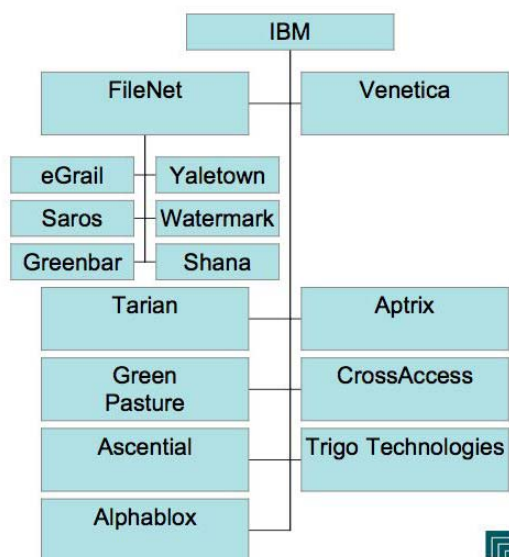 IBM
FileNet
Venetica
eGrail
Yaletown
Saros
Watermark
Greenbar
Shana
Tarian
Aptrix
Green
Pasture
CrossAccess
Ascential
Trigo Technologies
Alphablox